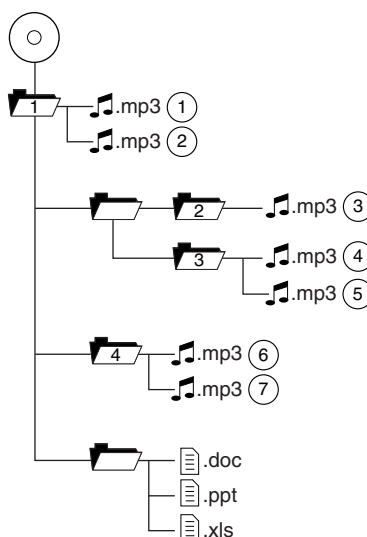 1 .mp3 1
.mp3 2
2 .mp3 3
3 .mp3 4
.mp3 5
4 .mp3 6
.mp3 7
.doc
.ppt
.xls